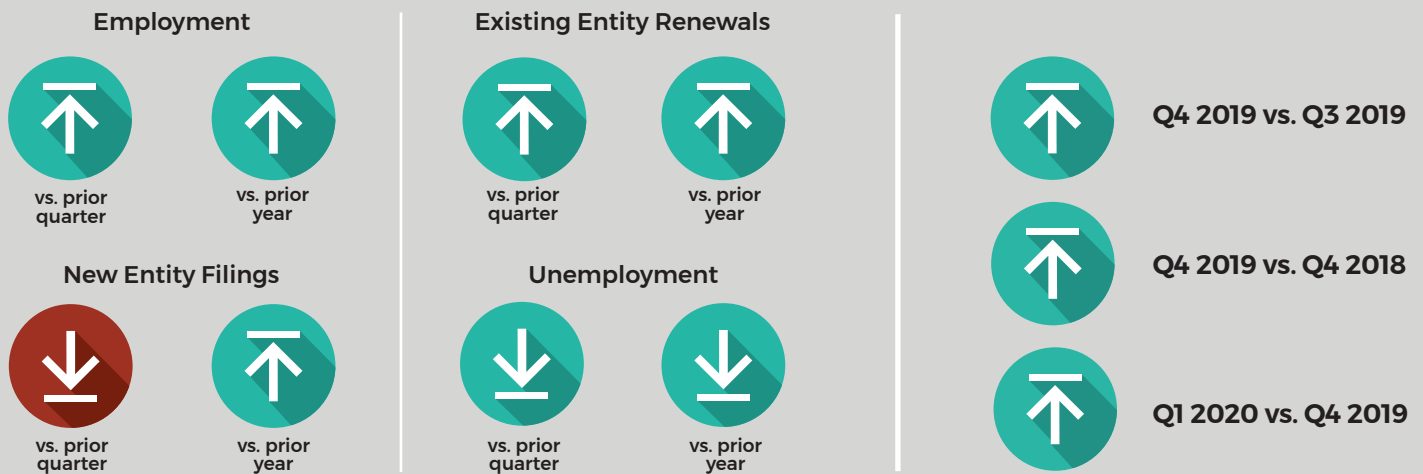 Employment
vs. prior
quarter
vs. prior
year
Existing Entity Renewals
vs. prior
quarter
vs. prior
year
New Entity Filings
vs. prior
quarter
vs. prior
year
Unemployment
vs. prior
quarter
vs. prior
year
Q4 2019 vs. Q3 2019
Q4 2019 vs. Q4 2018
Q1 2020 vs. Q4 2019